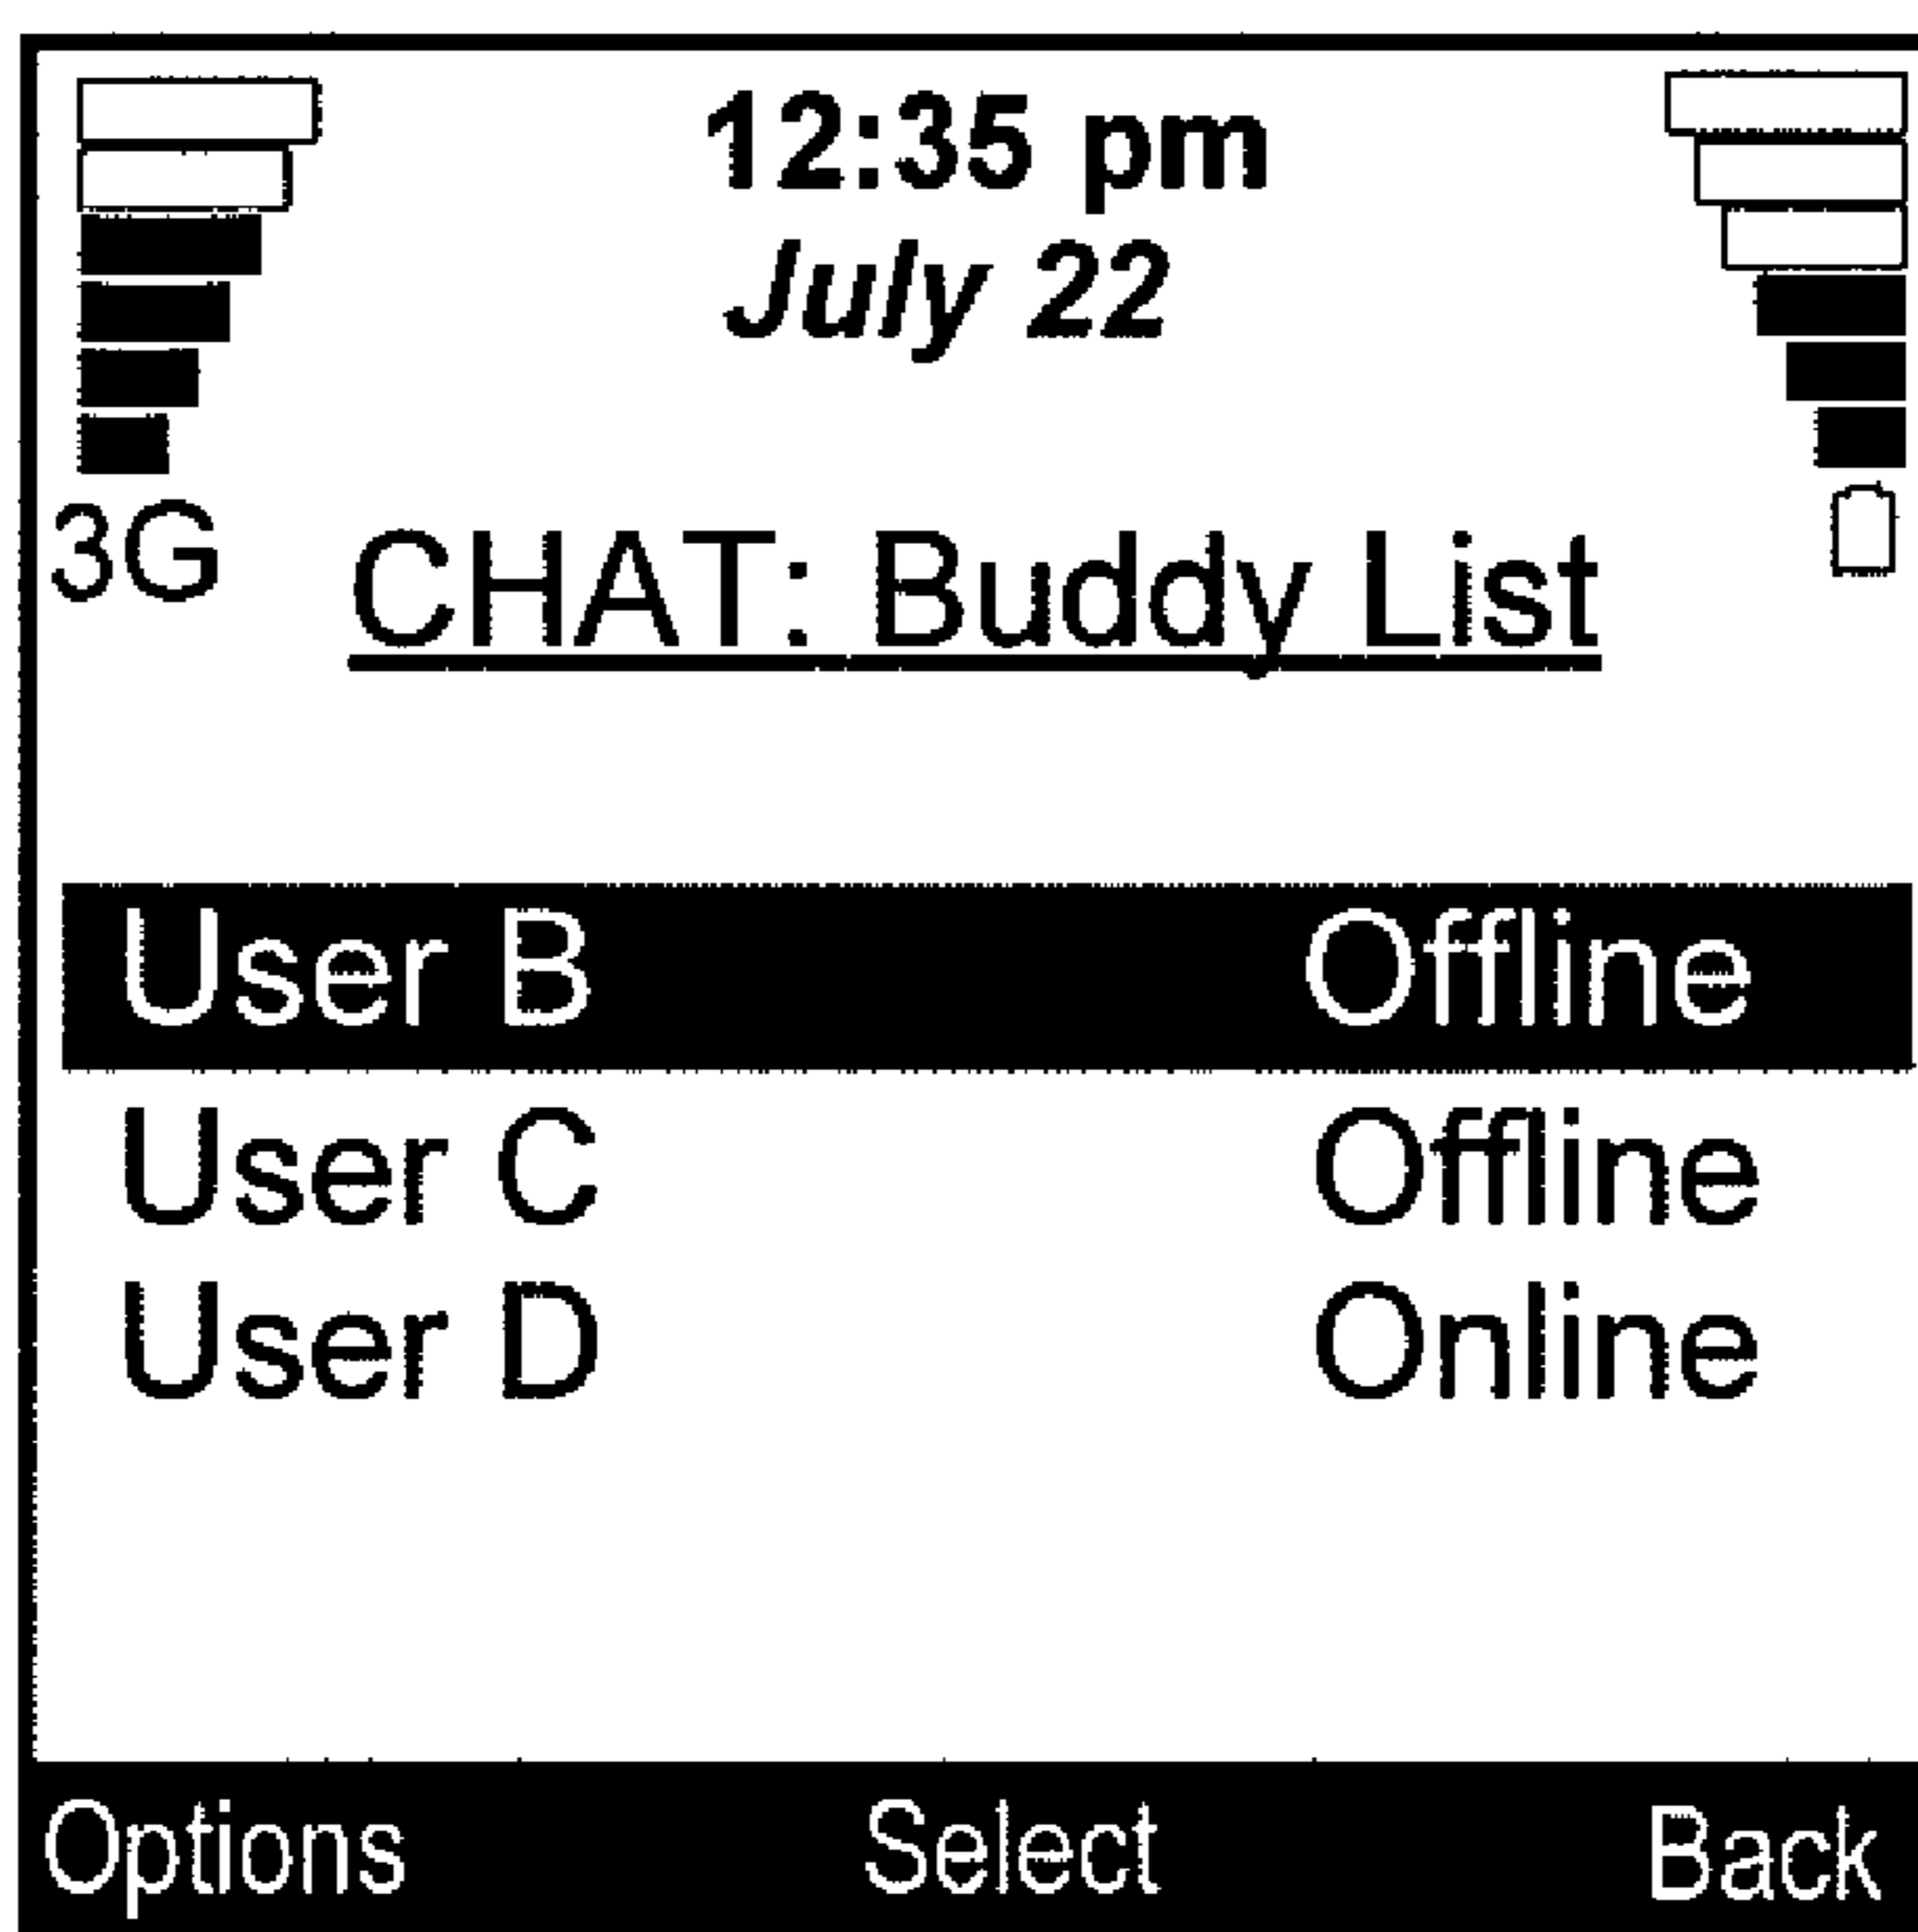 12:35 pm
July 22
3G
CHAT: Buddy List
User B Offline
User C Offline
User D Online
Options Select Back